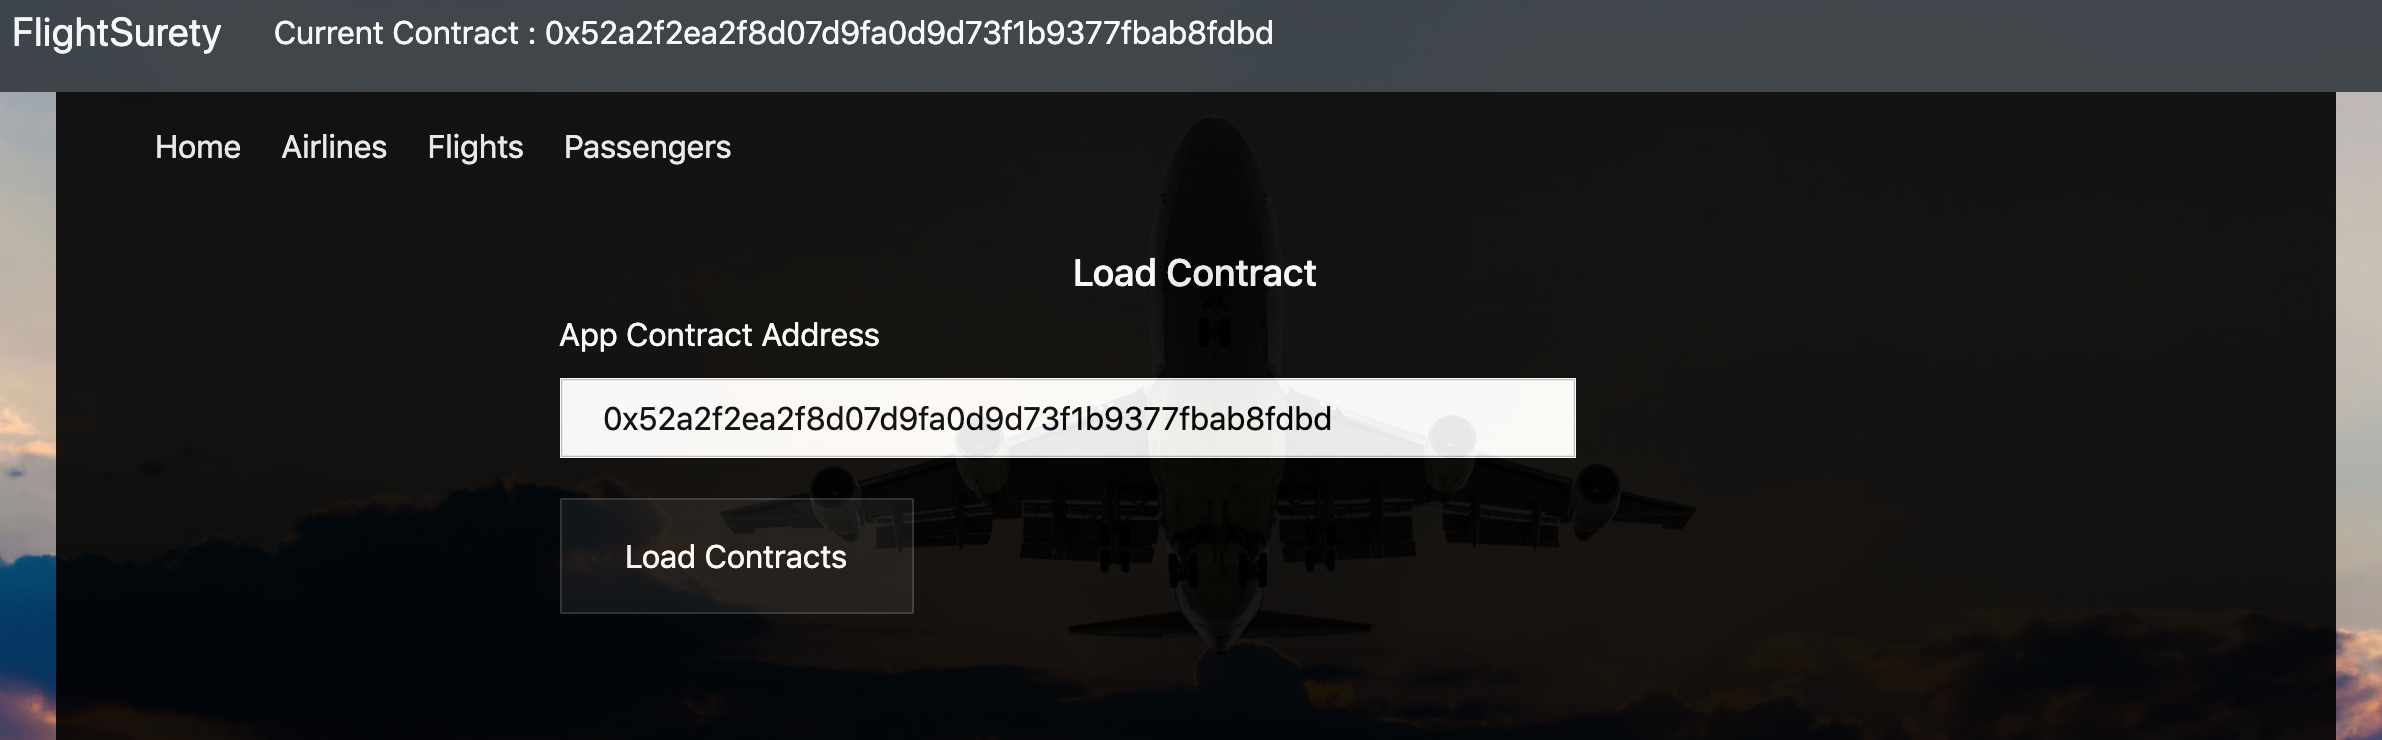 FlightSurety Current Contract : 0x52a2f2ea2f8d07d9fa0d9d73f1b9377fbab8fdbd
Home Airlines Flights Passengers
Load Contract
App Contract Address
0x52a2f2ea2f8d07d9fa0d9d73f1b9377fbab8fdbd
Load Contracts